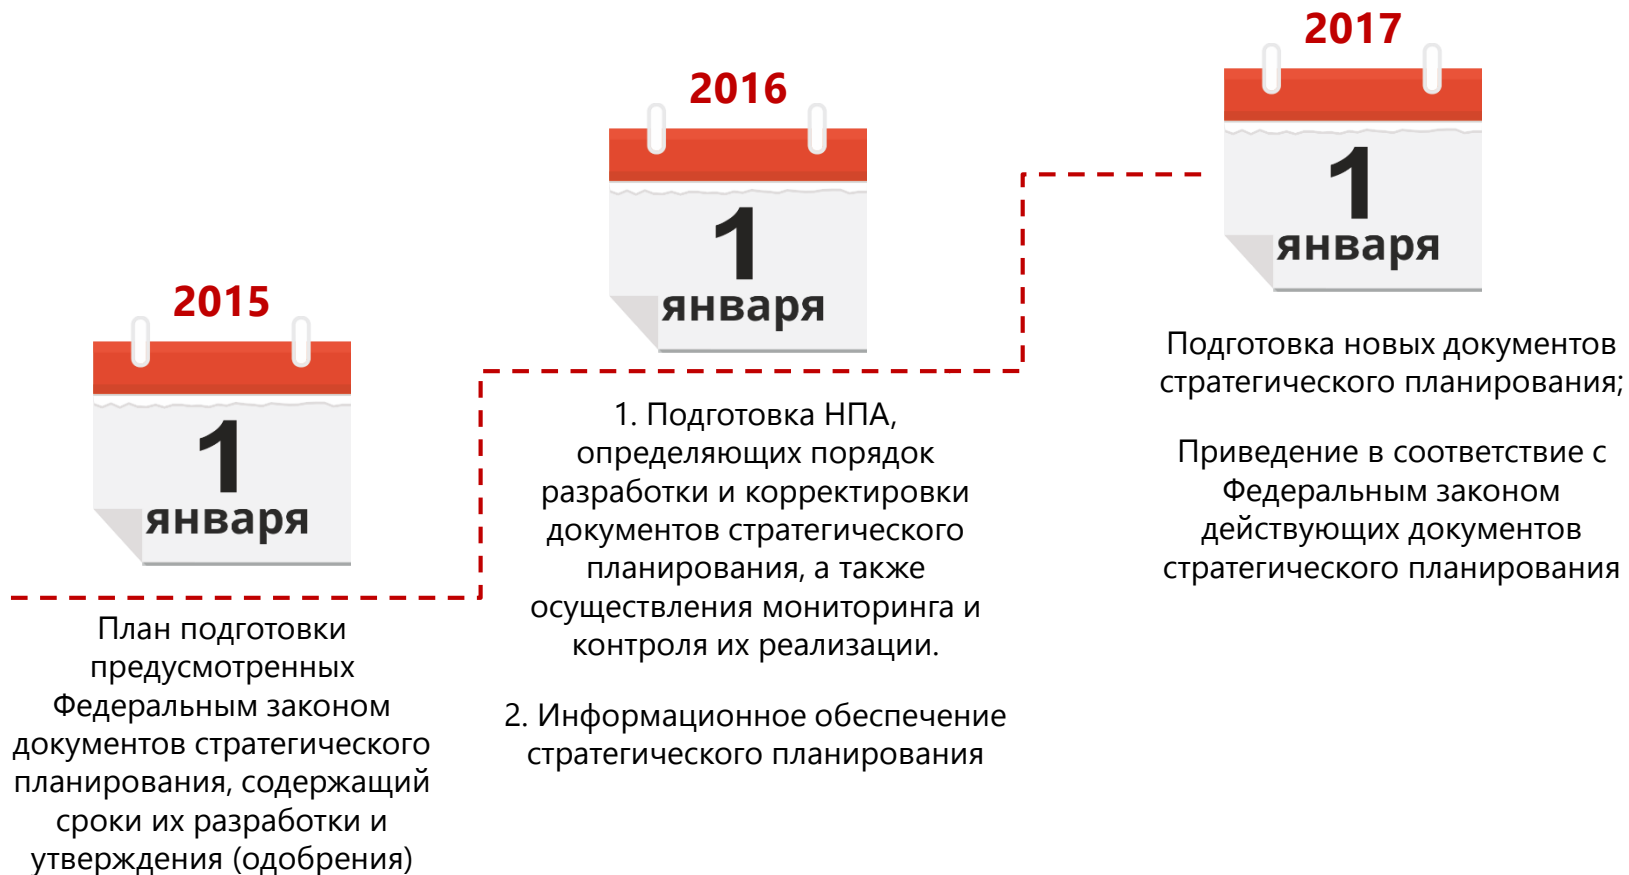 2015
1
января
План подготовки
предусмотренных
Федеральным законом
документов стратегического
планирования, содержащий
сроки их разработки и
утверждения (одобрения)
2016
1
января
1. Подготовка НПА,
определяющих порядок
разработки и корректировки
документов стратегического
планирования, а также
осуществления мониторинга и
контроля их реализации.
2. Информационное обеспечение
стратегического планирования
2017
1
января
Подготовка новых документов
стратегического планирования;
Приведение в соответствие с
Федеральным законом
действующих документов
стратегического планирования